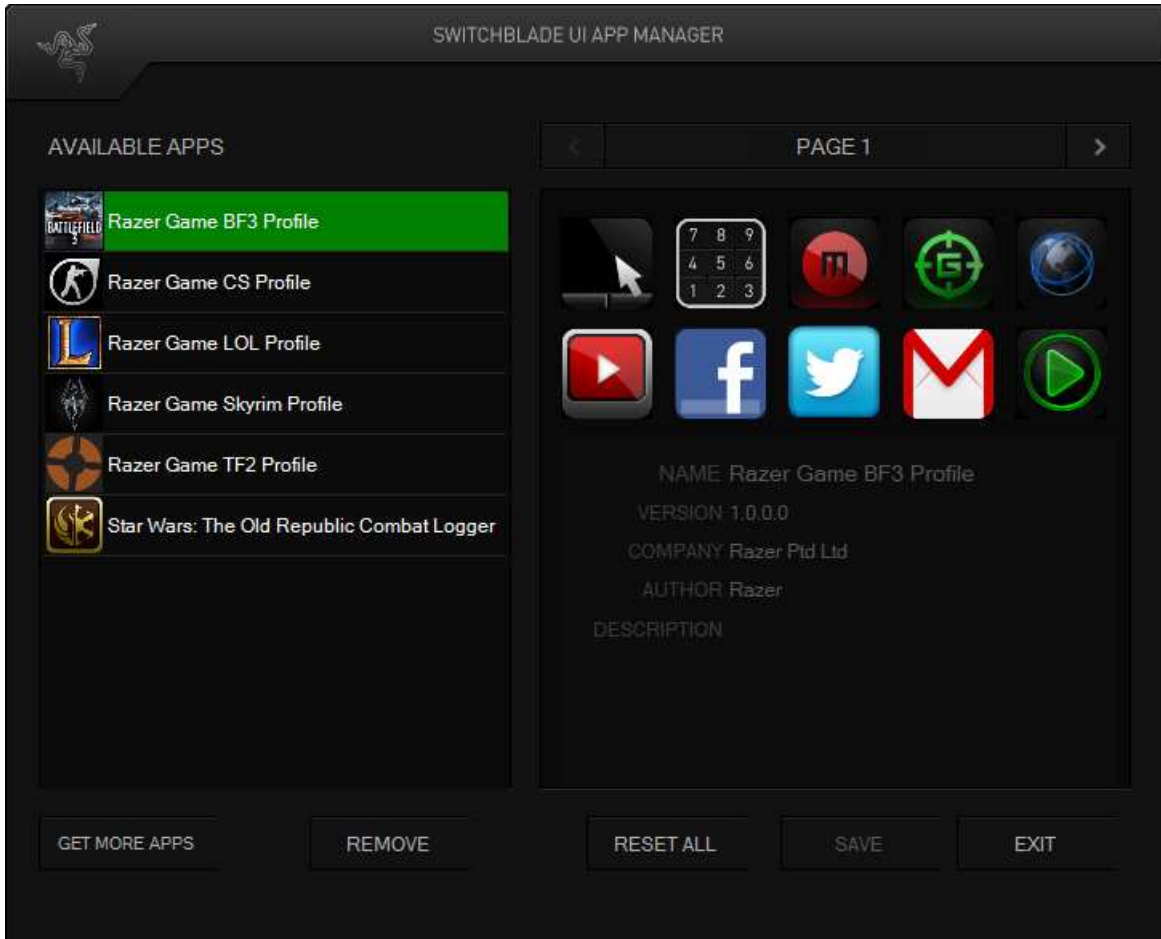 SWITCHBLADE UI APP MANAGER
AVAILABLE APPS
PAGE 1
BATTLEFIELD
3
Razer Game BF3 Profile
Razer Game CS Profile
L
Razer Game LOL Profile
Razer Game Skyrim Profile
Razer Game TF2 Profile
Star Wars: The Old Republic Combat Logger
7 8 9
4 5 6
1 2 3
m
G
f
M
NAME Razer Game BF3 Profile
VERSION 1.0.0.0
COMPANY Razer Ptd Ltd
AUTHOR Razer
DESCRIPTION
GET MORE APPS
REMOVE
RESET ALL
SAVE
EXIT